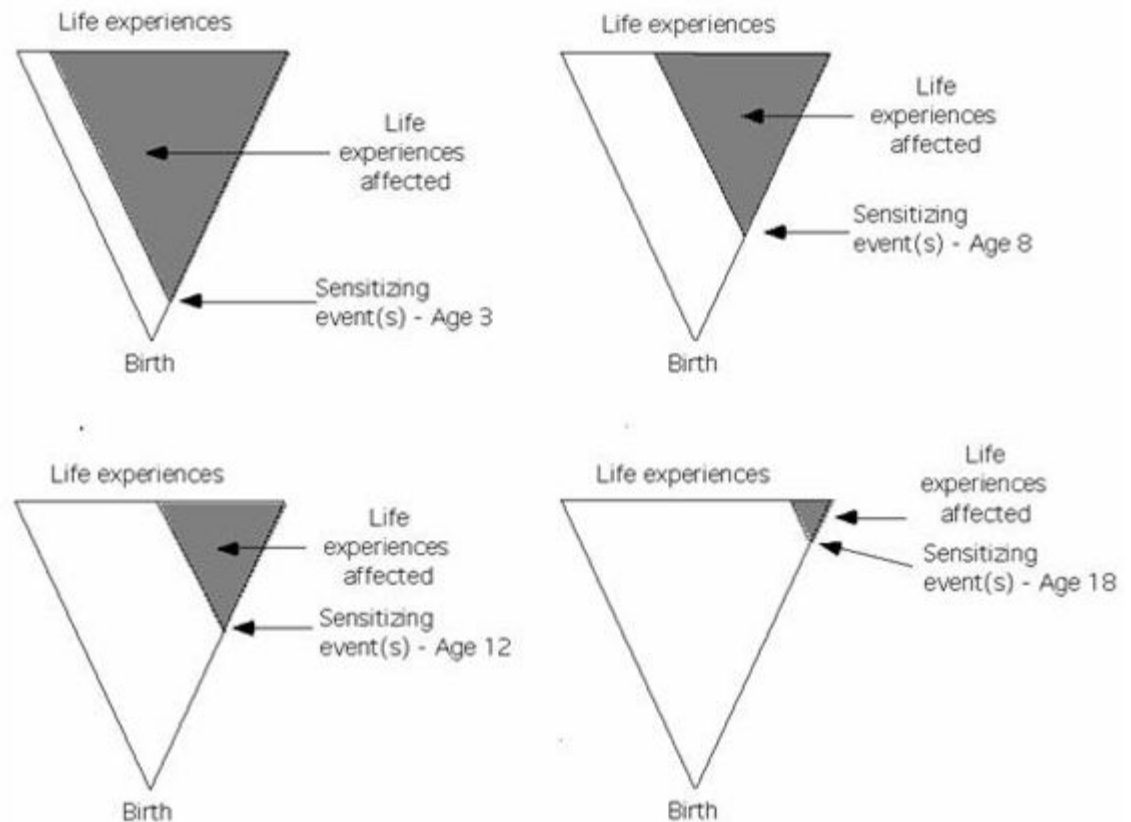 Life experiences
Life
experiences
affected
Sensitizing
event(s) - Age 3
Birth
Life experiences
Life
experiences
affected
Sensitizing
event(s) - Age 8
Birth
Life experiences
Life
experiences
affected
Sensitizing
event(s) - Age 12
Birth
Life experiences
Life
experiences
affected
Sensitizing
event(s) - Age 18
Birth